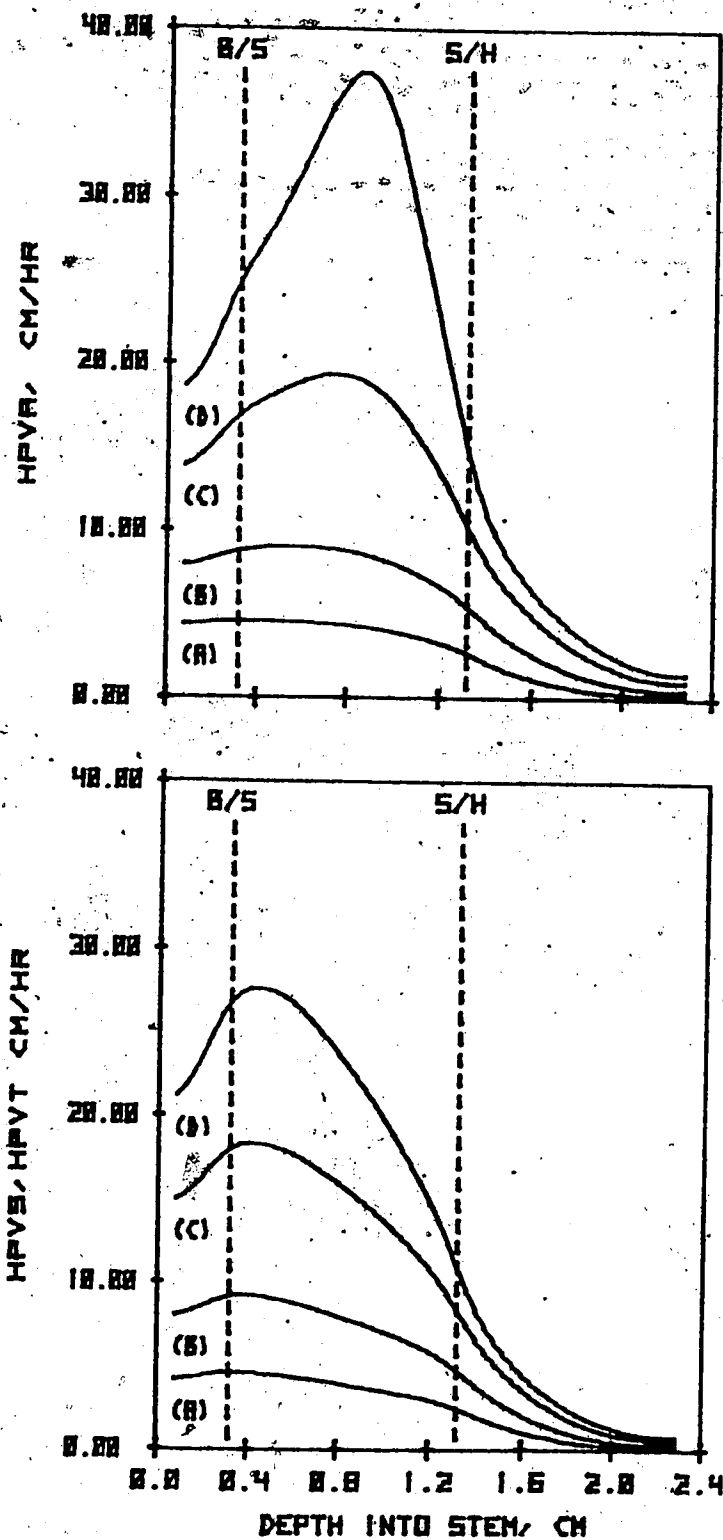 40.00
B/S S/H
30.00
HPVA, CM/HR
20.00
(D)
(C)
10.00
(B)
(A)
0.00
40.00
B/S S/H
30.00
HPVS/HPVT CM/HR
20.00
(D)
(C)
10.00
(B)
(A)
0.00
0.0 0.4 0.8 1.2 1.6 2.0 2.4
DEPTH INTO STEM, CM